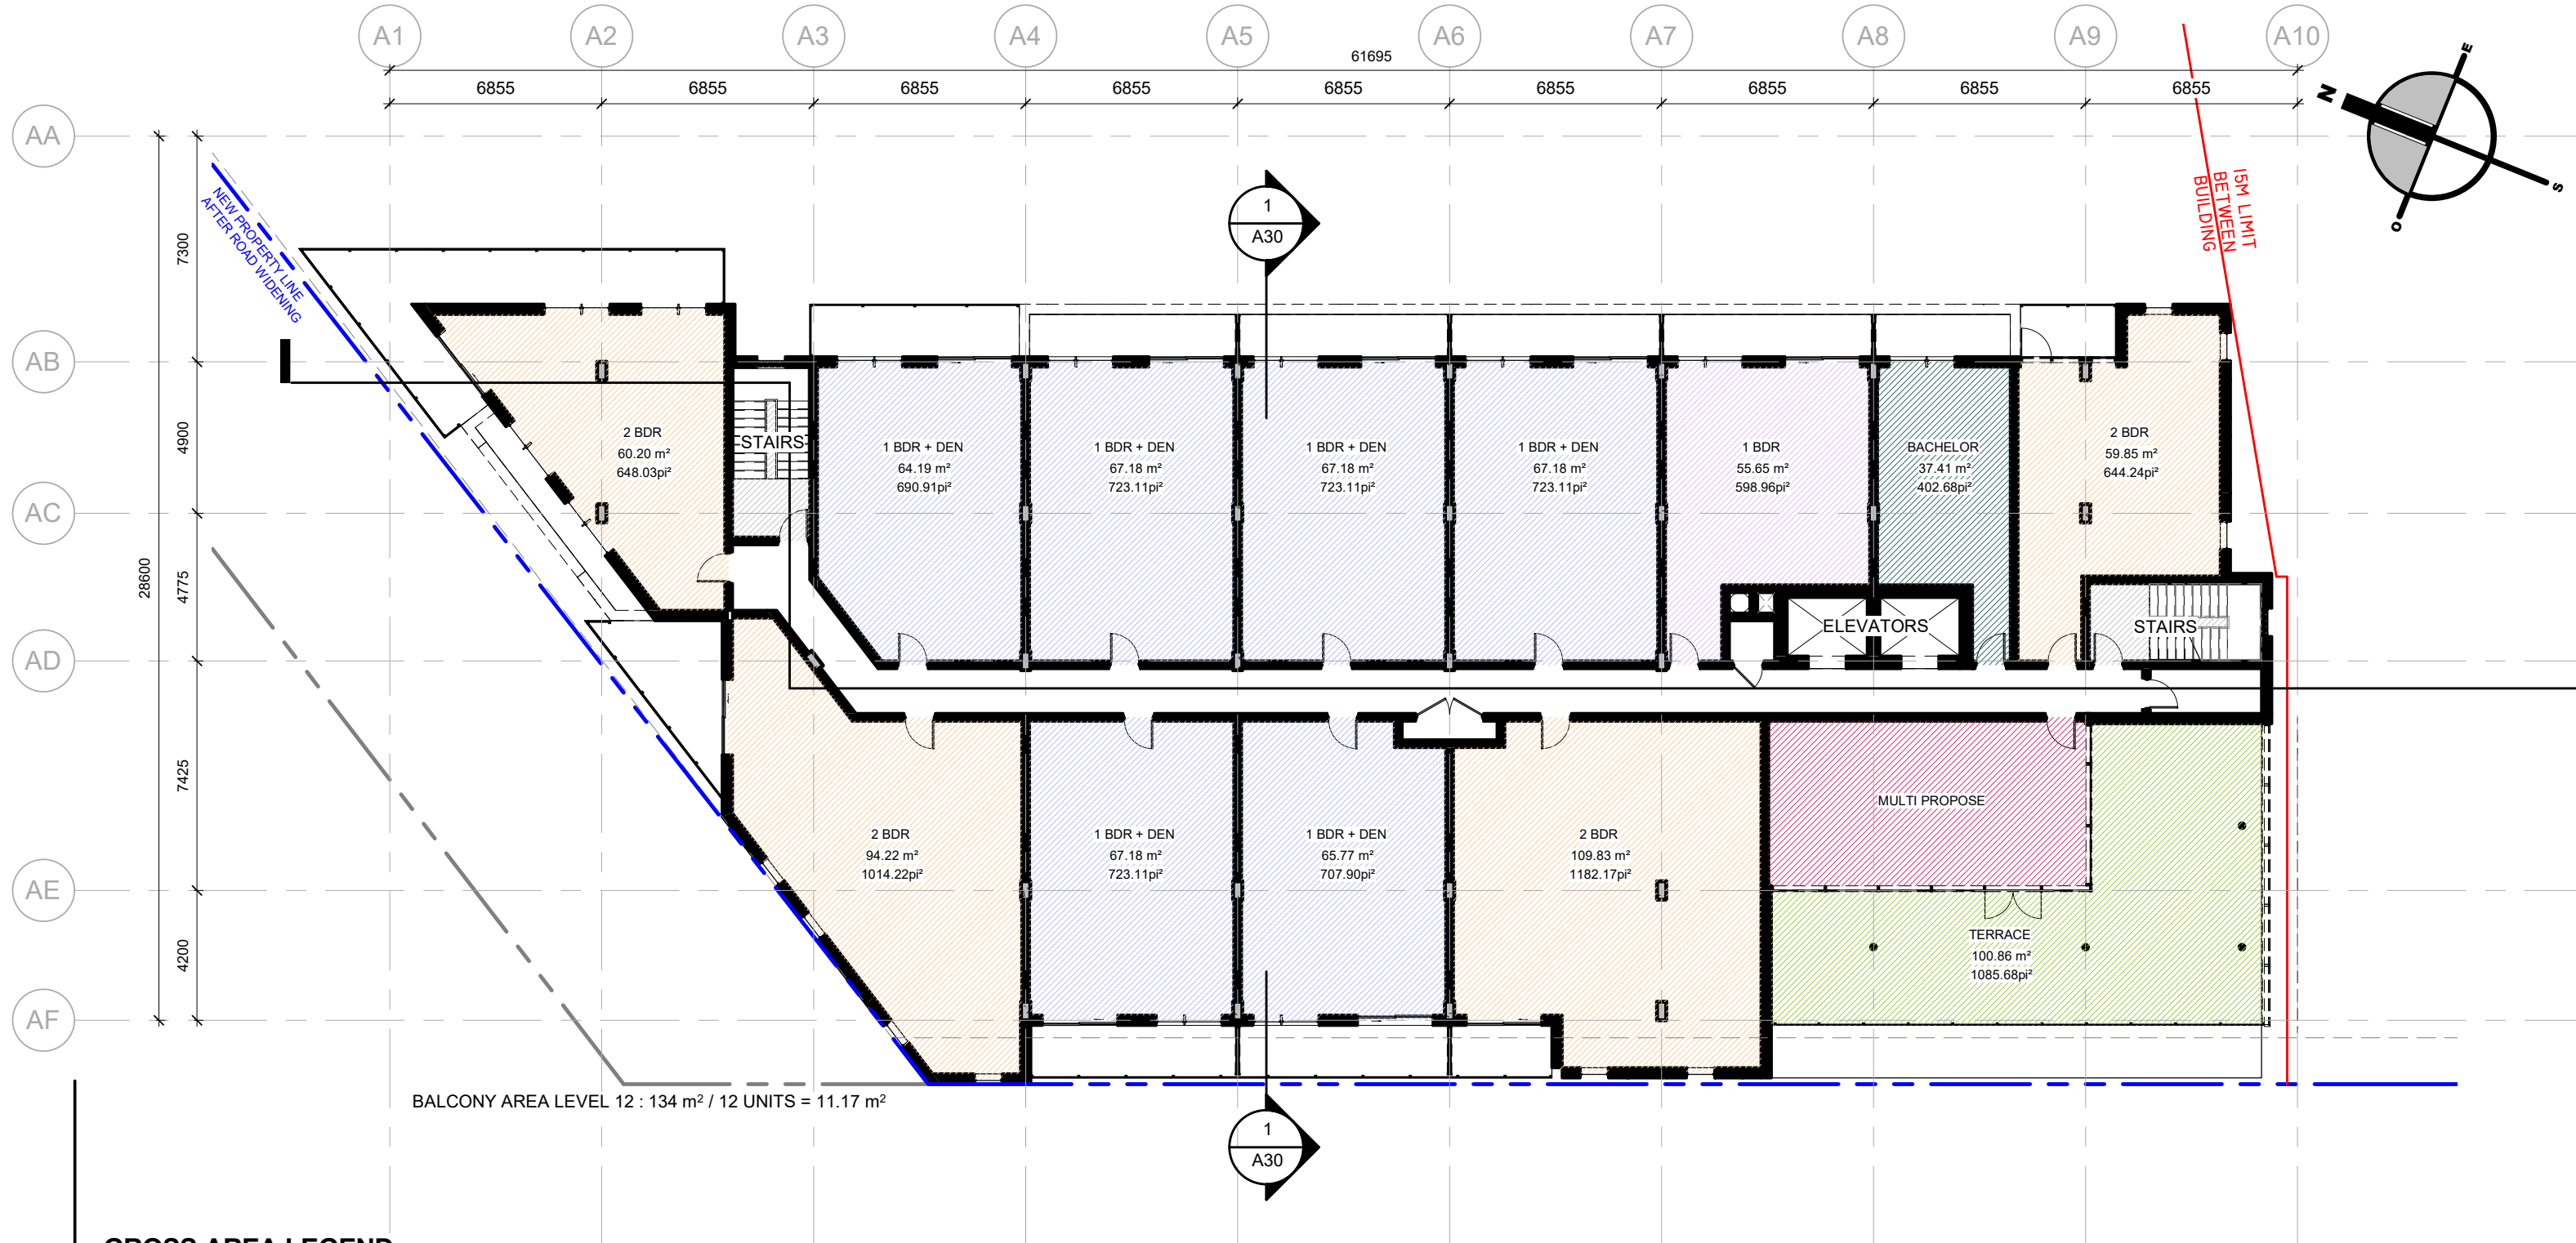 A1 A2 A3 A4 A5 A6 A7 A8 A9 A10
61695
6855 6855 6855 6855 6855 6855 6855 6855 6855
AA
AB
AC
AD
AE
AF
28600
7300
4900
4775
7425
4200
N
E
S
O
NEW PROPERTY LINE
AFTER ROAD WIDENING
15M LIMIT
BETWEEN
BUILDING
1
A30
2 BDR
60.20 m²
648.03pi²
STAIRS
1 BDR + DEN
64.19 m²
690.91pi²
1 BDR + DEN
67.18 m²
723.11pi²
1 BDR + DEN
67.18 m²
723.11pi²
1 BDR + DEN
67.18 m²
723.11pi²
1 BDR
55.65 m²
598.96pi²
BACHELOR
37.41 m²
402.68pi²
2 BDR
59.85 m²
644.24pi²
ELEVATORS
STAIRS
2 BDR
94.22 m²
1014.22pi²
1 BDR + DEN
67.18 m²
723.11pi²
1 BDR + DEN
65.77 m²
707.90pi²
2 BDR
109.83 m²
1182.17pi²
MULTI PROPOSE
TERRACE
100.86 m²
1085.68pi²
BALCONY AREA LEVEL 12 : 134 m² / 12 UNITS = 11.17 m²
1
A30
GROSS AREA LEGEND